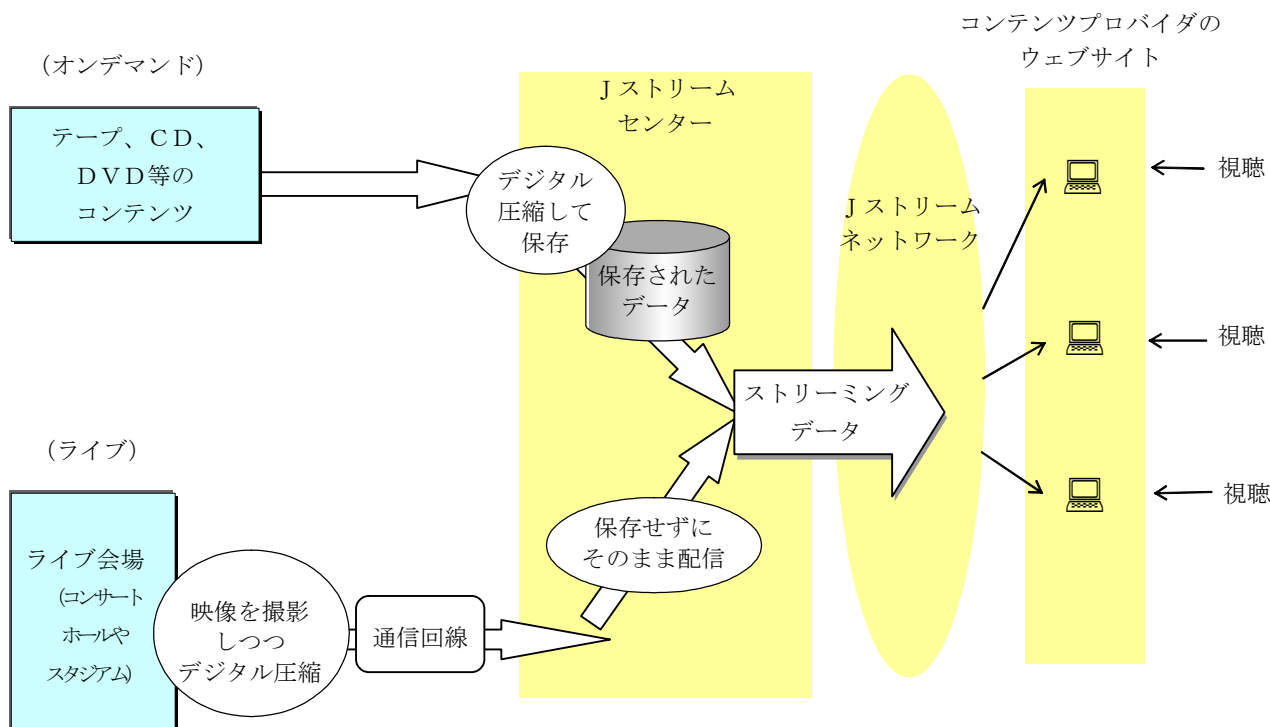 コンテンツプロバイダの
ウェブサイト
（オンデマンド）
Ｊストリーム
センター
テープ、ＣＤ、
ＤＶＤ等の
コンテンツ
デジタル
圧縮して
保存
保存された
データ
Ｊストリーム
ネットワーク
視聴
視聴
視聴
ストリーミング
データ
（ライブ）
保存せずに
そのまま配信
ライブ会場
（コンサート
ホールや
スタジアム）
映像を撮影
しつつ
デジタル圧縮
通信回線